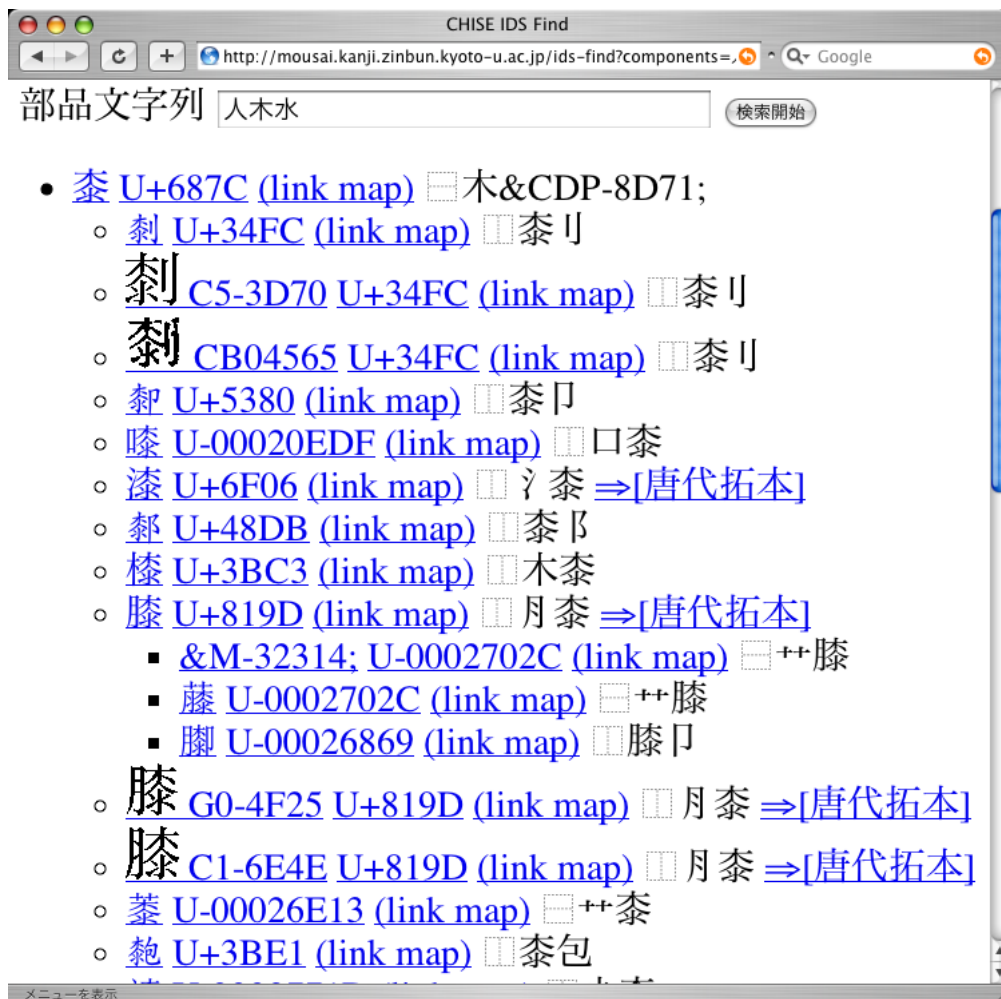 CHISE IDS Find
http://mousai.kanji.zinbun.kyoto-u.ac.jp/ids-find?components= Google
部品文字列 人木水 検索開始
桼 U+687C (link map) ⿱木&CDP-8D71;
㓼 U+34FC (link map) ⿰桼刂
㓼 C5-3D70 U+34FC (link map) ⿰桼刂
㓼 CB04565 U+34FC (link map) ⿰桼刂
厀 U+5380 (link map) ⿰桼卩
𠻟 U-00020EDF (link map) ⿰口桼
漆 U+6F06 (link map) ⿰氵桼 ⇒[唐代拓本]
䣛 U+48DB (link map) ⿰桼阝
㯃 U+3BC3 (link map) ⿰木桼
膝 U+819D (link map) ⿰月桼 ⇒[唐代拓本]
&M-32314; U-0002702C (link map) ⿱艹膝
𧀬 U-0002702C (link map) ⿱艹膝
𦡩 U-00026869 (link map) ⿰膝卩
膝 G0-4F25 U+819D (link map) ⿰月桼 ⇒[唐代拓本]
膝 C1-6E4E U+819D (link map) ⿰月桼 ⇒[唐代拓本]
𦸓 U-00026E13 (link map) ⿱艹桼
㯡 U+3BE1 (link map) ⿰桼包
メニューを表示